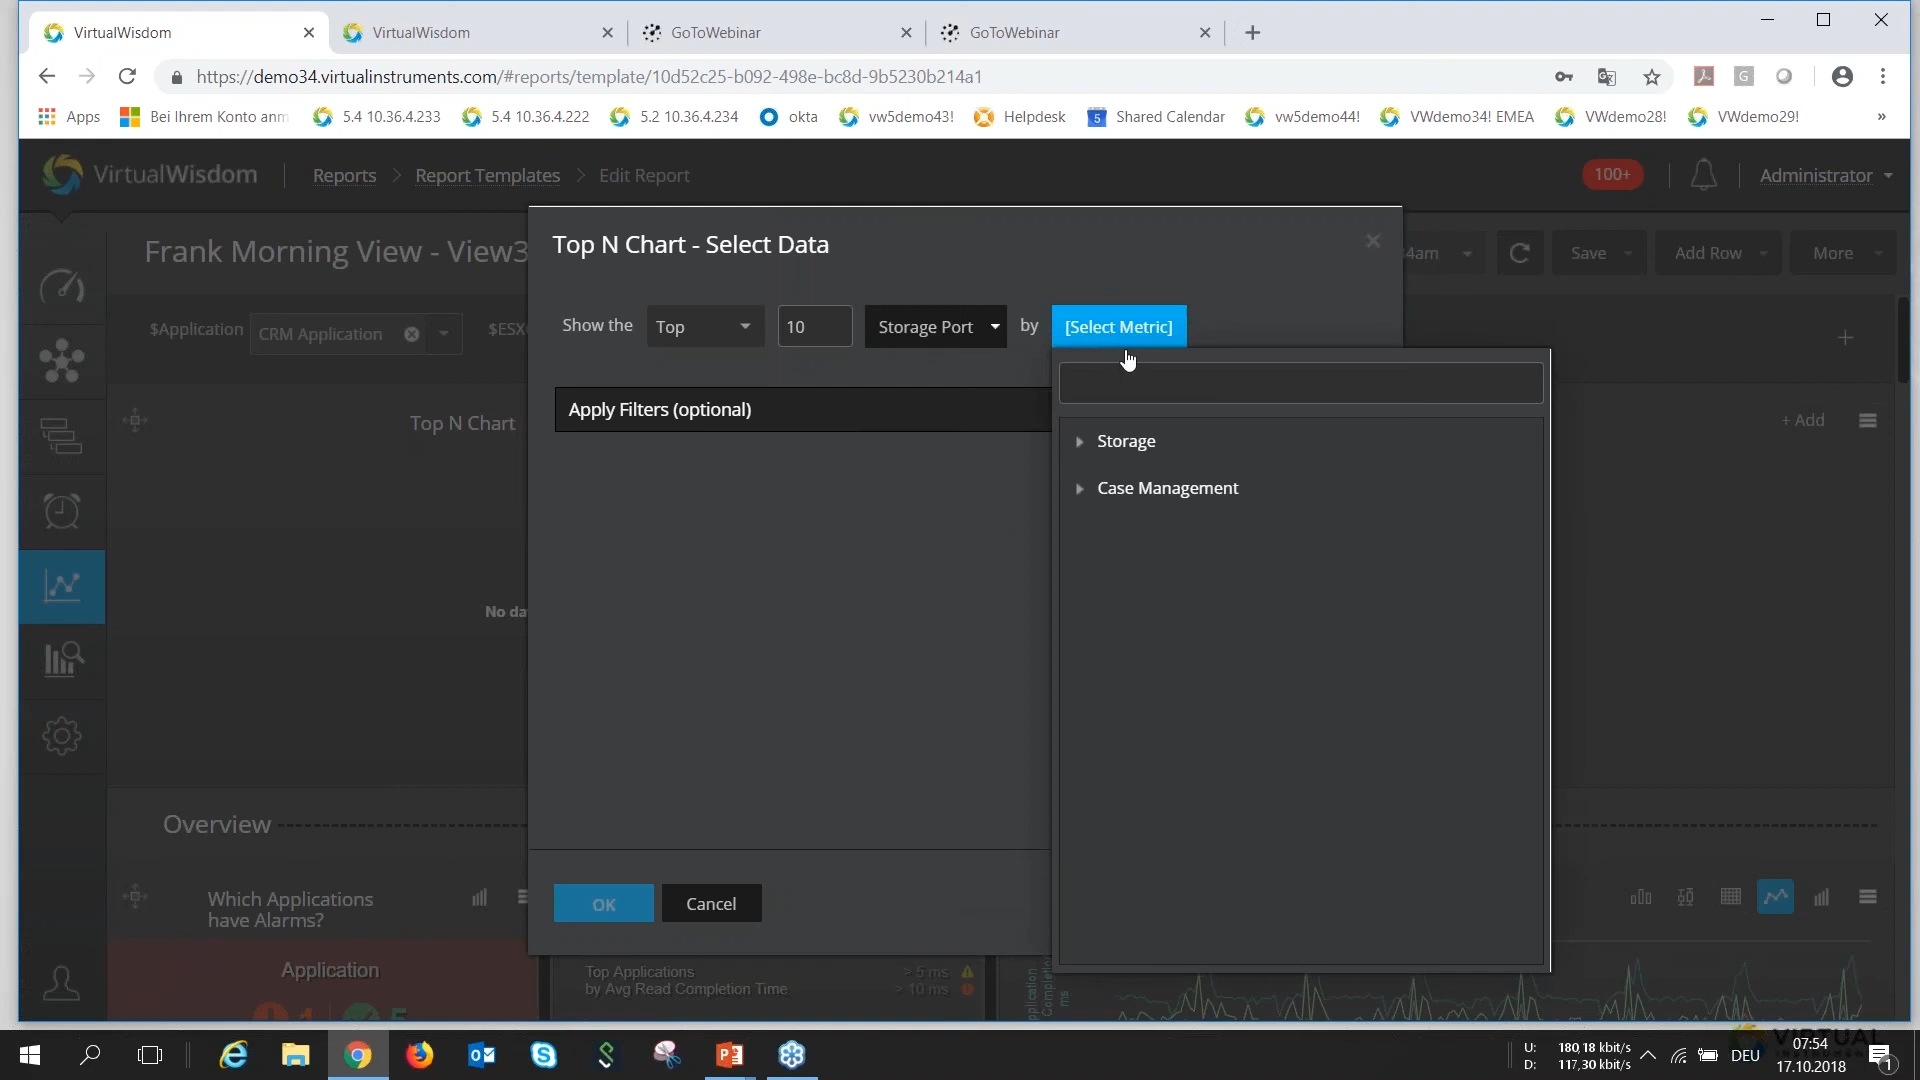 VirtualWisdom
VirtualWisdom
GoToWebinar
GoToWebinar
https://demo34.virtualinstruments.com/#reports/template/10d52c25-b092-498e-bc8d-9b5230b214a1
Apps
Bei Ihrem Konto anm
5.4 10.36.4.233
5.4 10.36.4.222
5.2 10.36.4.234
okta
vw5demo43!
Helpdesk
5
Shared Calendar
vw5demo44!
VWdemo34! EMEA
VWdemo28!
VWdemo29!
»
VirtualWisdom
Reports > Report Templates > Edit Report
100+
Administrator
Frank Morning View - View3
Top N Chart - Select Data
4am
Save
Add Row
More
$Application
CRM Application
$ESX
Show the
Top
10
Storage Port
by
[Select Metric]
Top N Chart
Apply Filters (optional)
+ Add
Storage
Case Management
No da
Overview
Which Applications
have Alarms?
OK
Cancel
Application
1
5
Top Applications
by Avg Read Completion Time
> 5 ms
> 10 ms
ms
VIRTUAL
U: 180,18 kbit/s
D: 117,30 kbit/s
DEU
07:54
17.10.2018
1